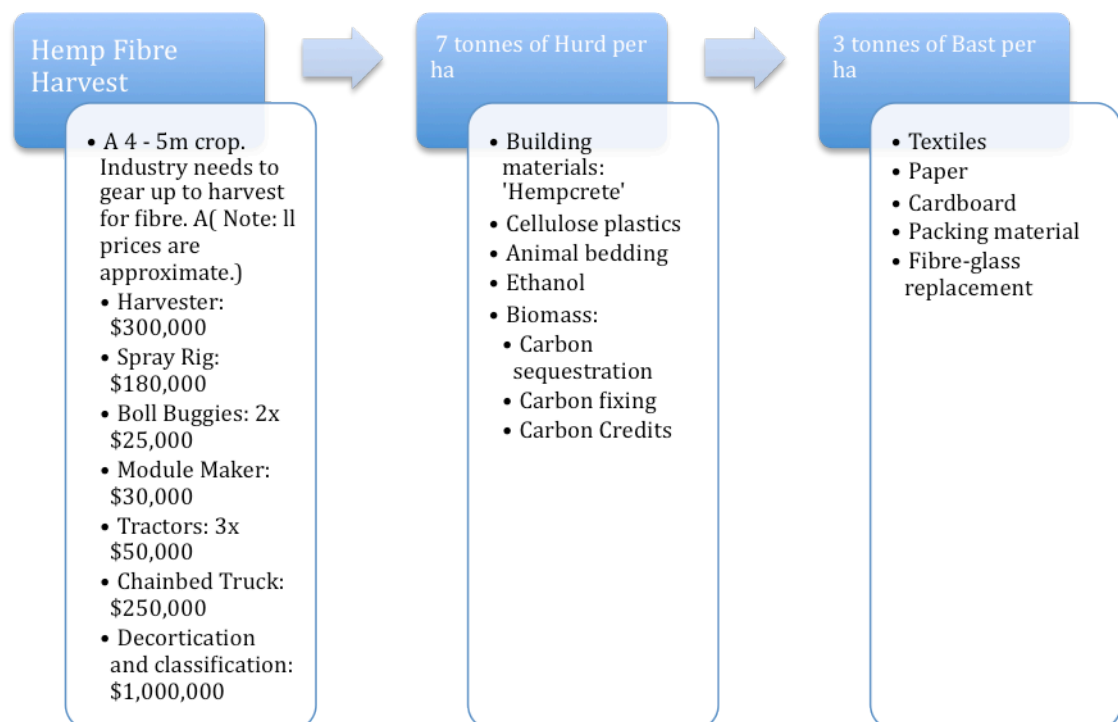 Hemp Fibre
Harvest
• A 4 - 5m crop.
Industry needs to
gear up to harvest
for fibre. A( Note: ll
prices are
approximate.)
• Harvester:
$300,000
• Spray Rig:
$180,000
• Boll Buggies: 2x
$25,000
• Module Maker:
$30,000
• Tractors: 3x
$50,000
• Chainbed Truck:
$250,000
• Decortication
and classification:
$1,000,000
7 tonnes of Hurd per
ha
• Building
materials:
'Hempcrete'
• Cellulose plastics
• Animal bedding
• Ethanol
• Biomass:
• Carbon
sequestration
• Carbon fixing
• Carbon Credits
3 tonnes of Bast per
ha
• Textiles
• Paper
• Cardboard
• Packing material
• Fibre-glass
replacement